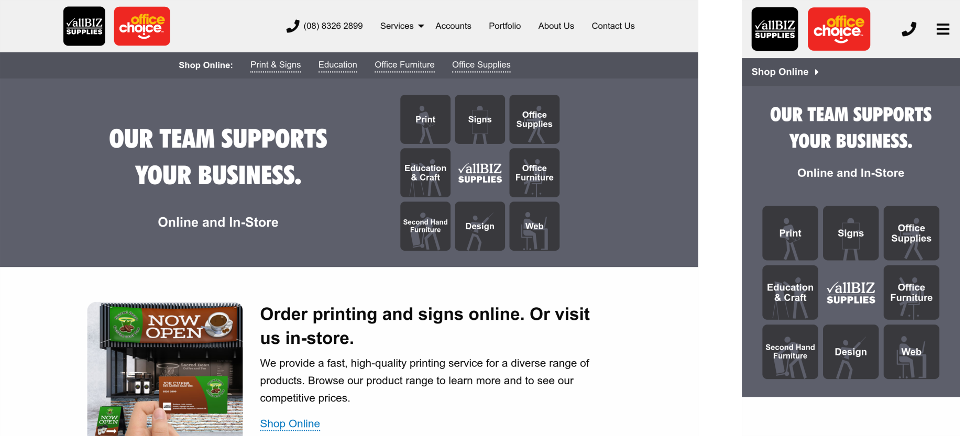 allBIZ
SUPPLIES
office
choice
(08) 8326 2899
Services
Accounts
Portfolio
About Us
Contact Us
Shop Online:
Print & Signs
Education
Office Furniture
Office Supplies
OUR TEAM SUPPORTS
YOUR BUSINESS.
Online and In-Store
Print
Signs
Office
Supplies
Education
& Craft
allBIZ
SUPPLIES
Office
Furniture
Second Hand
Furniture
Design
Web
NOW
OPEN
NOW
OPEN
Order printing and signs online. Or visit
us in-store.
We provide a fast, high-quality printing service for a diverse range of
products. Browse our product range to learn more and to see our
competitive prices.
Shop Online
allBIZ
SUPPLIES
office
choice
Shop Online
OUR TEAM SUPPORTS
YOUR BUSINESS.
Online and In-Store
Print
Signs
Office
Supplies
Education
& Craft
allBIZ
SUPPLIES
Office
Furniture
Second Hand
Furniture
Design
Web